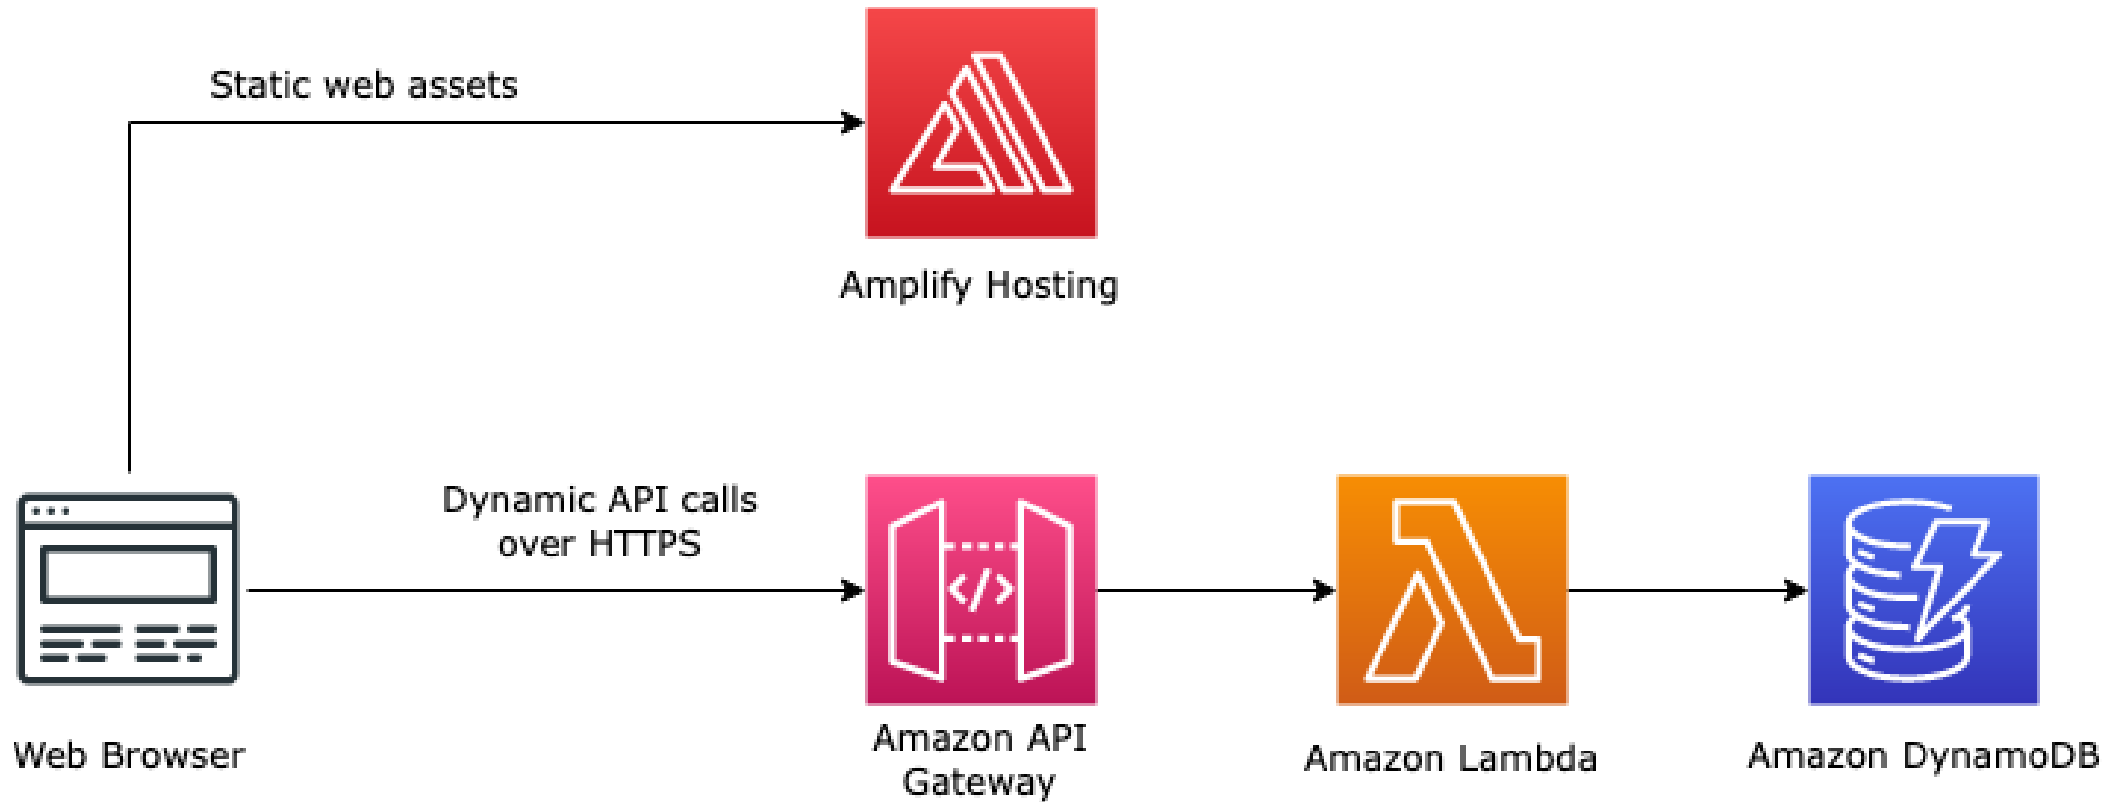 Static web assets
Amplify Hosting
Dynamic API calls
over HTTPS
</>
Web Browser
Amazon API
Gateway
Amazon Lambda
Amazon DynamoDB